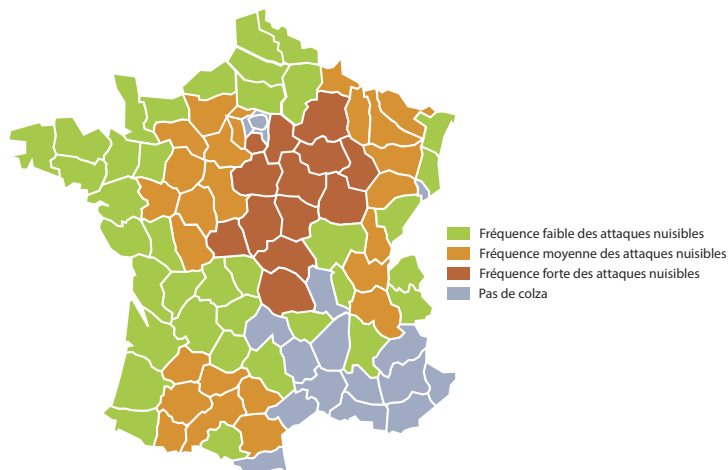 Fréquence faible des attaques nuisibles
Fréquence moyenne des attaques nuisibles
Fréquence forte des attaques nuisibles
Pas de colza